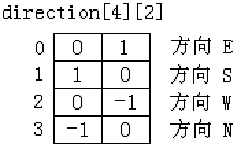 direction[4][2]
0 0 1 方向 E
1 1 0 方向 S
2 0 -1 方向 W
3 -1 0 方向 N